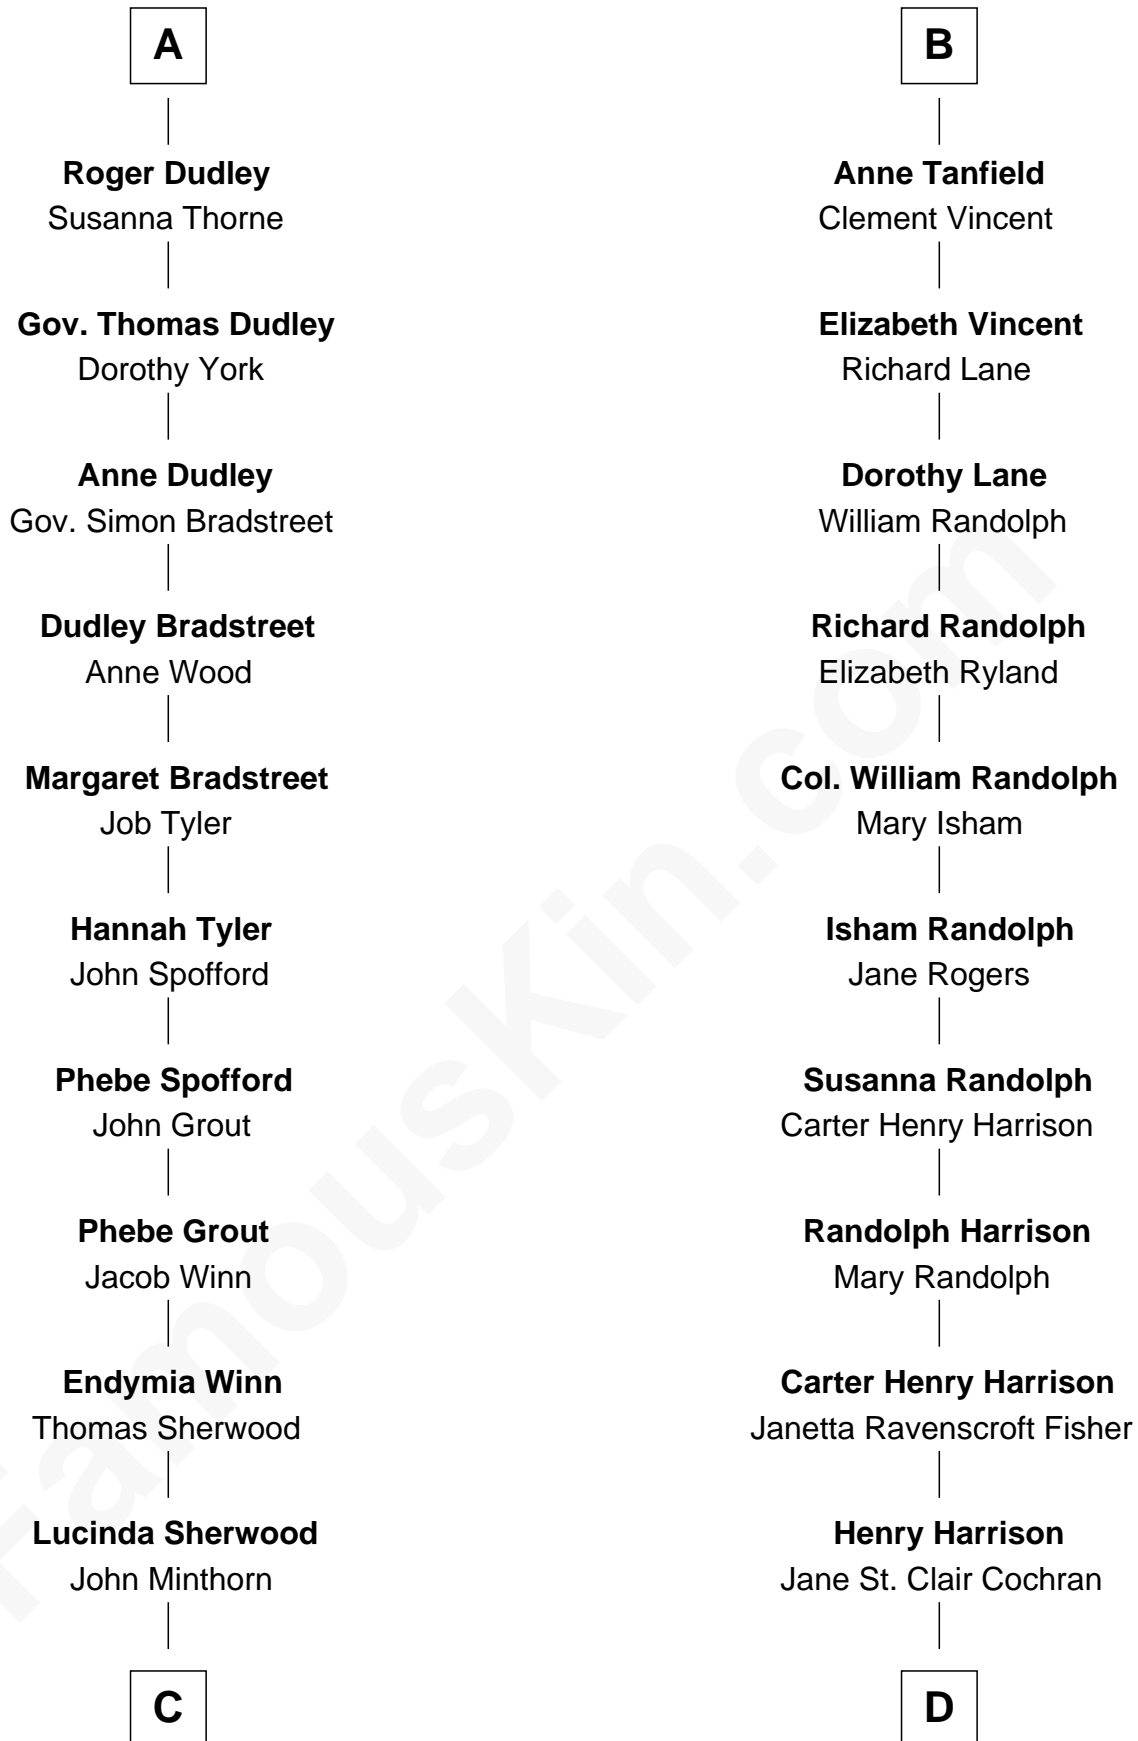 A
Roger Dudley
Susanna Thorne
Gov. Thomas Dudley
Dorothy York
Anne Dudley
Gov. Simon Bradstreet
Dudley Bradstreet
Anne Wood
Margaret Bradstreet
Job Tyler
Hannah Tyler
John Spofford
Phebe Spofford
John Grout
Phebe Grout
Jacob Winn
Endymia Winn
Thomas Sherwood
Lucinda Sherwood
John Minthorn
C
B
Anne Tanfield
Clement Vincent
Elizabeth Vincent
Richard Lane
Dorothy Lane
William Randolph
Richard Randolph
Elizabeth Ryland
Col. William Randolph
Mary Isham
Isham Randolph
Jane Rogers
Susanna Randolph
Carter Henry Harrison
Randolph Harrison
Mary Randolph
Carter Henry Harrison
Janetta Ravenscroft Fisher
Henry Harrison
Jane St. Clair Cochran
D
FamousKin.com